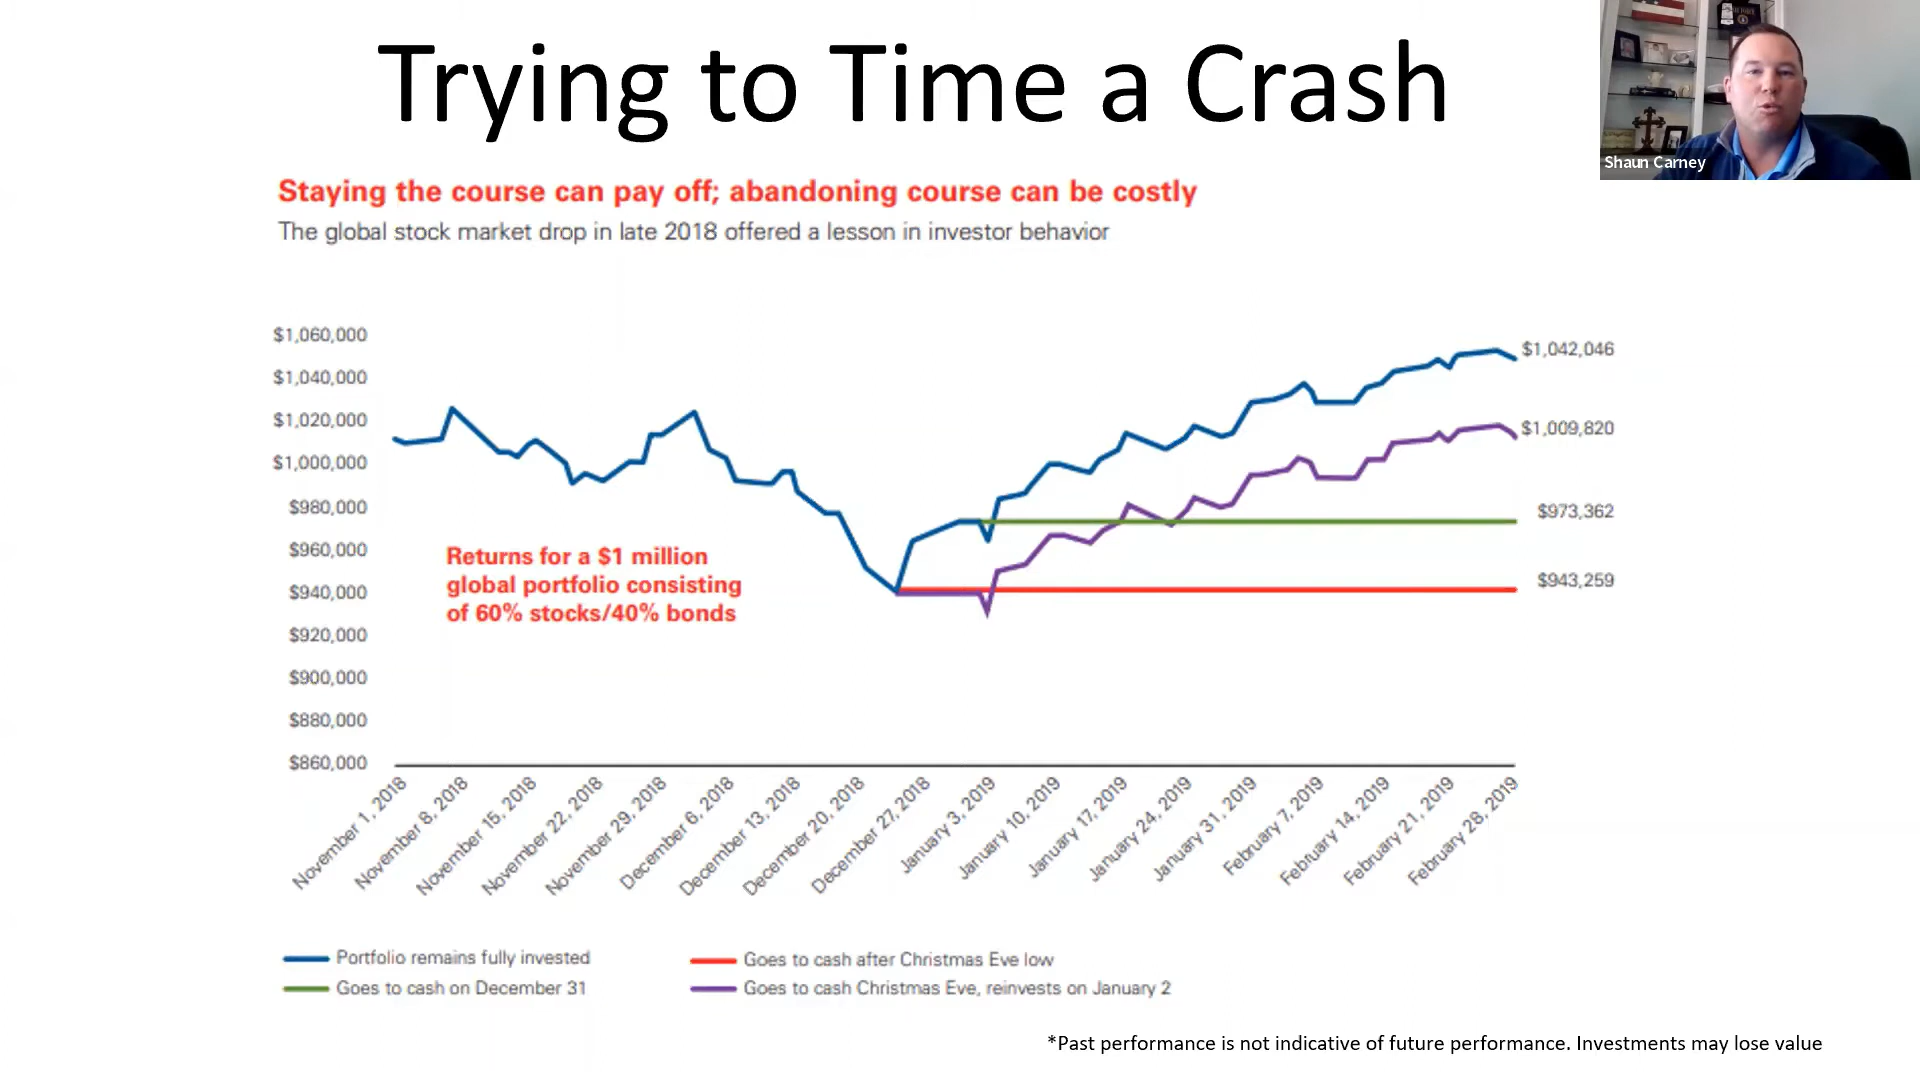 Trying to Time a Crash
Shaun Carney
Staying the course can pay off; abandoning course can be costly
The global stock market drop in late 2018 offered a lesson in investor behavior
$1,060,000
$1,040,000
$1,020,000
$1,000,000
$980,000
$960,000
$940,000
$920,000
$900,000
$880,000
$860,000
Returns for a $1 million
global portfolio consisting
of 60% stocks/40% bonds
$1,042,046
$1,009,820
$973,362
$943,259
November 1, 2018
November 8, 2018
November 15, 2018
November 22, 2018
November 29, 2018
December 6, 2018
December 13, 2018
December 20, 2018
December 27, 2018
January 3, 2019
January 10, 2019
January 17, 2019
January 24, 2019
January 31, 2019
February 7, 2019
February 14, 2019
February 21, 2019
February 28, 2019
Portfolio remains fully invested
Goes to cash after Christmas Eve low
Goes to cash on December 31
Goes to cash Christmas Eve, reinvests on January 2
*Past performance is not indicative of future performance. Investments may lose value